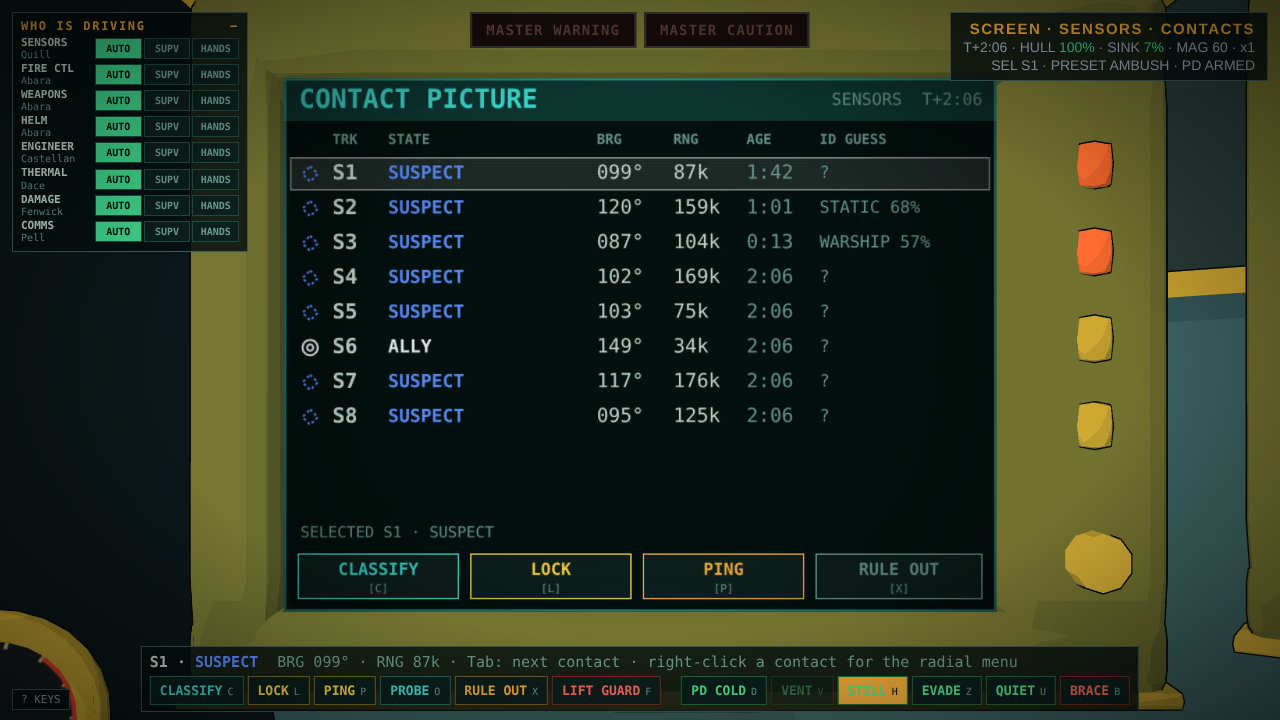 WHO IS DRIVING −
SENSORS
Quill
AUTO SUPV HANDS
FIRE CTL
Abara
AUTO SUPV HANDS
WEAPONS
Abara
AUTO SUPV HANDS
HELM
Abara
AUTO SUPV HANDS
ENGINEER
Castellan
AUTO SUPV HANDS
THERMAL
Dace
AUTO SUPV HANDS
DAMAGE
Fenwick
AUTO SUPV HANDS
COMMS
Pell
AUTO SUPV HANDS
MASTER WARNING MASTER CAUTION
SCREEN · SENSORS · CONTACTS
T+2:06 · HULL 100% · SINK 7% · MAG 60 · x1
SEL S1 · PRESET AMBUSH · PD ARMED
CONTACT PICTURE SENSORS T+2:06
TRK STATE BRG RNG AGE ID GUESS
S1 SUSPECT 099° 87k 1:42 ?
S2 SUSPECT 120° 159k 1:01 STATIC 68%
S3 SUSPECT 087° 104k 0:13 WARSHIP 57%
S4 SUSPECT 102° 169k 2:06 ?
S5 SUSPECT 103° 75k 2:06 ?
S6 ALLY 149° 34k 2:06 ?
S7 SUSPECT 117° 176k 2:06 ?
S8 SUSPECT 095° 125k 2:06 ?
SELECTED S1 · SUSPECT
CLASSIFY LOCK PING RULE OUT
[C] [L] [P] [X]
S1 · SUSPECT BRG 099° · RNG 87k · Tab: next contact · right-click a contact for the radial menu
CLASSIFY C LOCK L PING P PROBE O RULE OUT X LIFT GUARD F PD COLD D VENT V STILL H EVADE Z QUIET U BRACE B
? KEYS